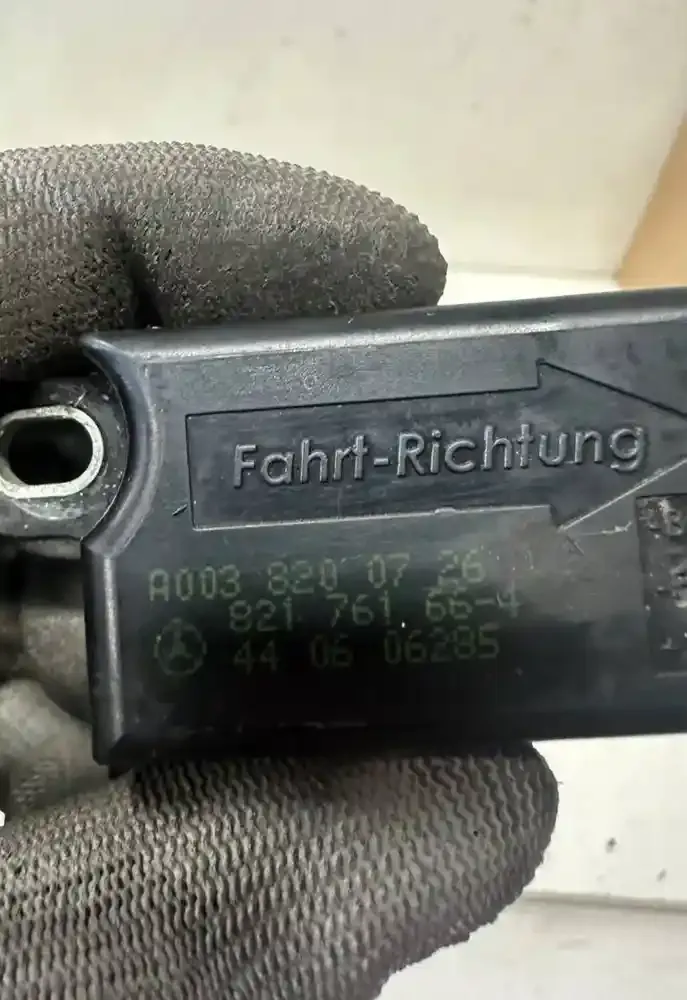 Fahrt-Richtung
A003 820 07 26
821 761 66-4
44 06 06285